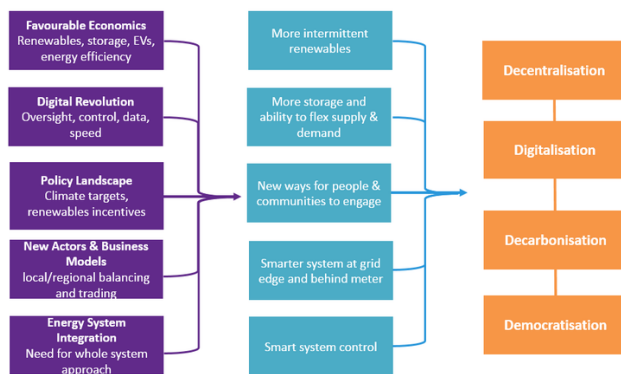 Favourable Economics
Renewables, storage, EVs,
energy efficiency
Digital Revolution
Oversight, control, data,
speed
Policy Landscape
Climate targets,
renewables incentives
New Actors & Business
Models
local/regional balancing
and trading
Energy System
Integration
Need for whole system
approach
More intermittent
renewables
More storage and
ability to flex supply &
demand
New ways for people &
communities to engage
Smarter system at grid
edge and behind meter
Smart system control
Decentralisation
Digitalisation
Decarbonisation
Democratisation